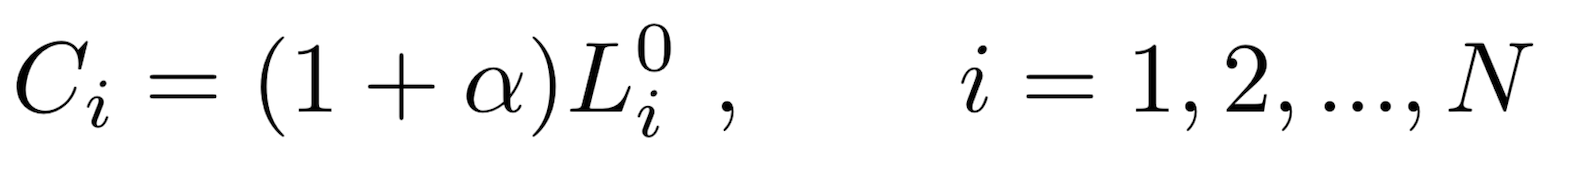 C_i = (1 + α)L_i^0 , i = 1, 2, ...., N